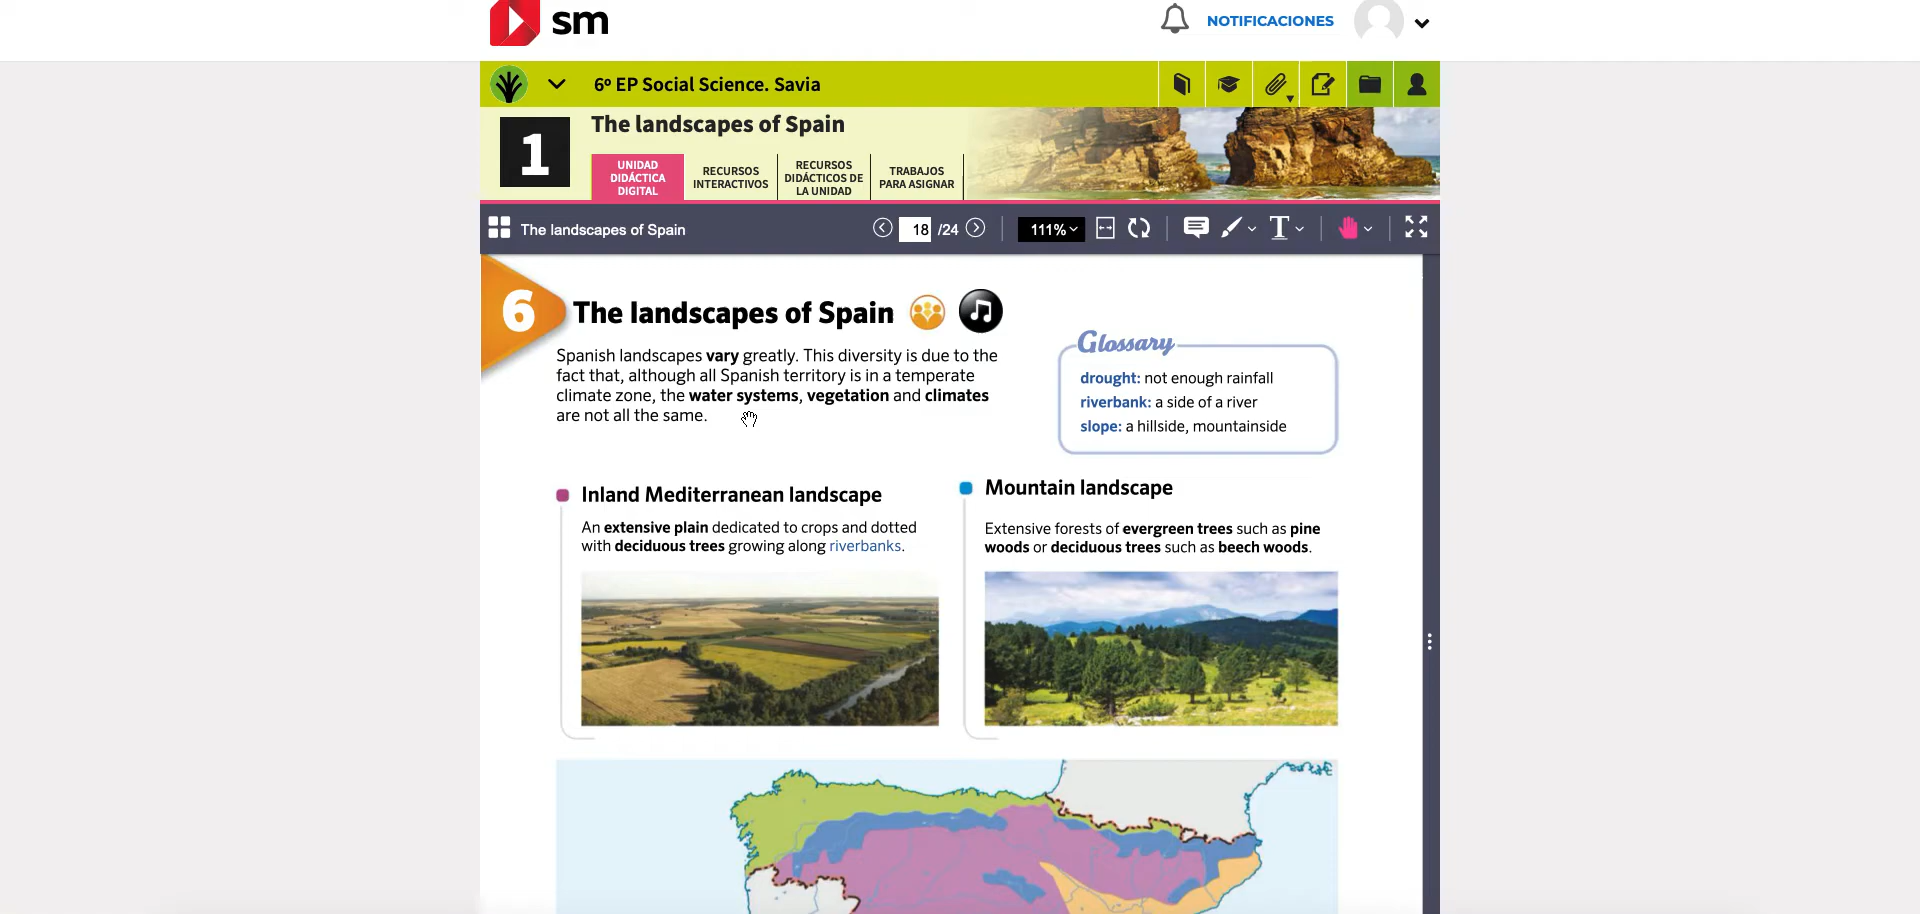 sm
NOTIFICACIONES
6º EP Social Science. Savia
1
The landscapes of Spain
UNIDAD
DIDÁCTICA
DIGITAL
RECURSOS
INTERACTIVOS
RECURSOS
DIDÁCTICOS DE
LA UNIDAD
TRABAJOS
PARA ASIGNAR
The landscapes of Spain
18 /24
111%
T
6
The landscapes of Spain
Spanish landscapes vary greatly. This diversity is due to the
fact that, although all Spanish territory is in a temperate
climate zone, the water systems, vegetation and climates
are not all the same.
Glossary
drought: not enough rainfall
riverbank: a side of a river
slope: a hillside, mountainside
Inland Mediterranean landscape
An extensive plain dedicated to crops and dotted
with deciduous trees growing along riverbanks.
Mountain landscape
Extensive forests of evergreen trees such as pine
woods or deciduous trees such as beech woods.